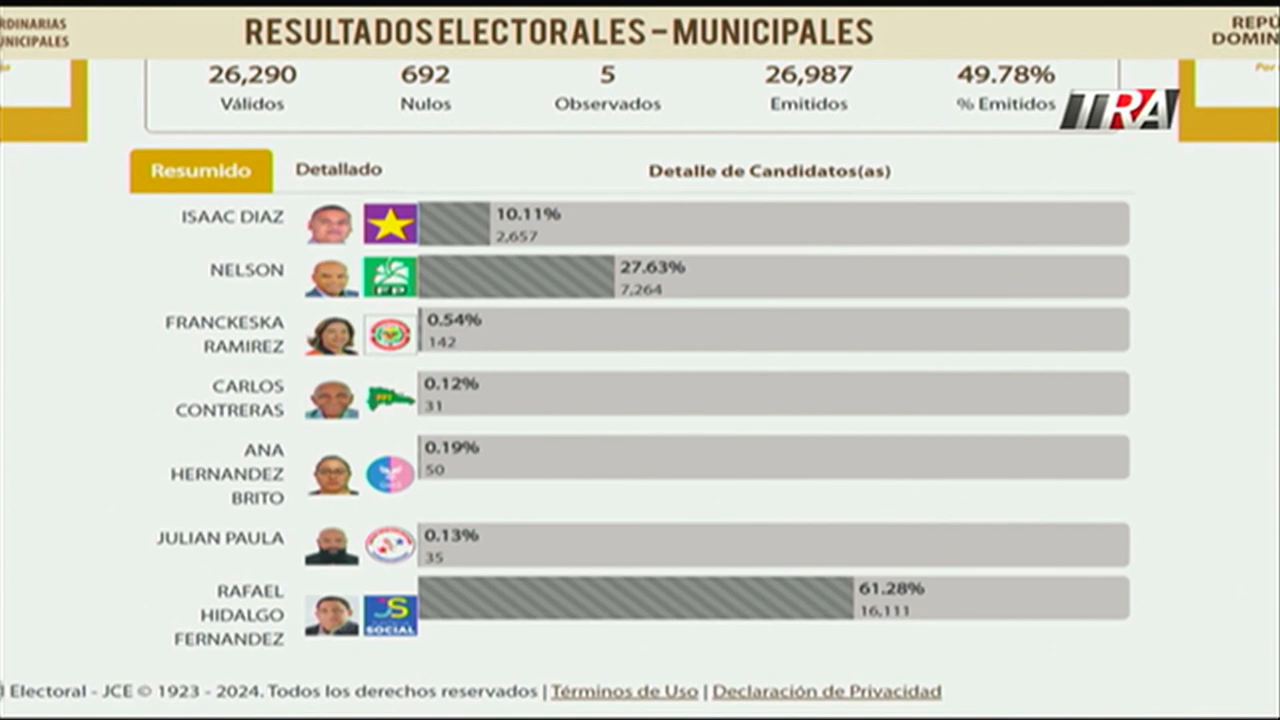 RDINARIAS
UNICIPALES
RESULTADOS ELECTORALES – MUNICIPALES
REPÚ
DOMIN
Por
26,290
692
5
26,987
49.78%
Válidos
Nulos
Observados
Emitidos
% Emitidos
TRA
Resumido
Detallado
Detalle de Candidatos(as)
ISAAC DIAZ
10.11%
2,657
NELSON
FP
27.63%
7,264
FRANCKESKA
RAMIREZ
0.54%
142
CARLOS
CONTRERAS
0.12%
31
ANA
HERNANDEZ
BRITO
0.19%
50
JULIAN PAULA
0.13%
35
RAFAEL
HIDALGO
FERNANDEZ
JS
SOCIAL
61.28%
16,111
l Electoral - JCE © 1923 - 2024. Todos los derechos reservados | Términos de Uso | Declaración de Privacidad